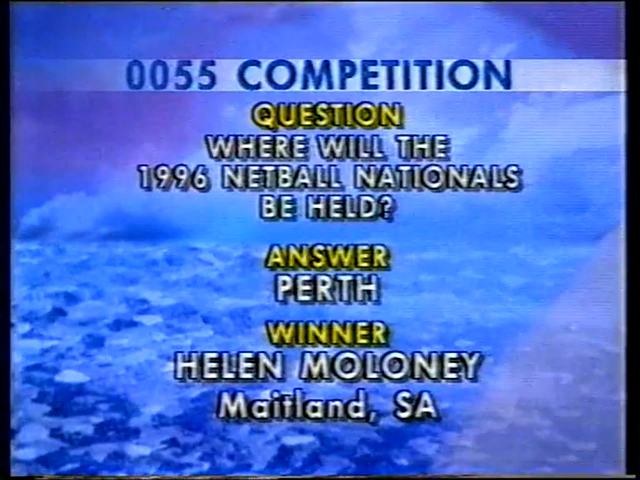 0055 COMPETITION
QUESTION
WHERE WILL THE
1996 NETBALL NATIONALS
BE HELD?
ANSWER
PERTH
WINNER
HELEN MOLONEY
Maitland, SA